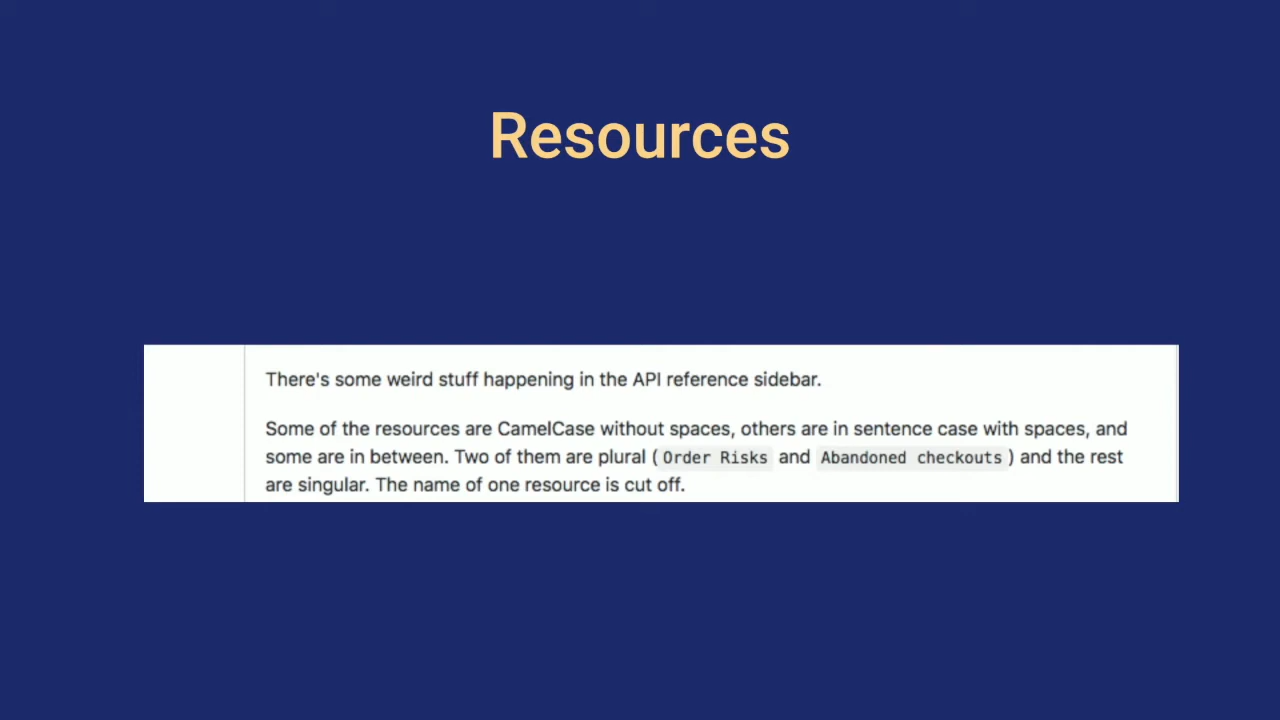 Resources
There's some weird stuff happening in the API reference sidebar.
Some of the resources are CamelCase without spaces, others are in sentence case with spaces, and
some are in between. Two of them are plural ( Order Risks and Abandoned checkouts ) and the rest
are singular. The name of one resource is cut off.